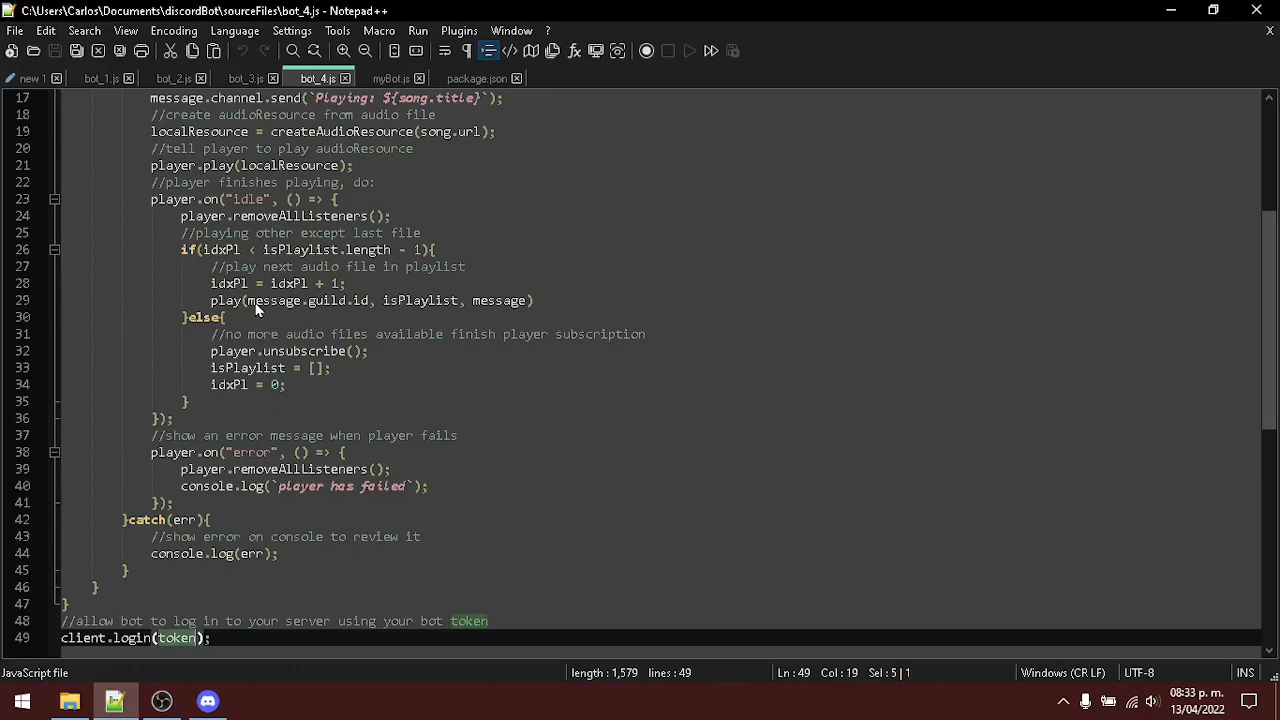 C:\Users\Carlos\Documents\discordBot\sourceFiles\bot_4.js - Notepad++
File Edit Search View Encoding Language Settings Tools Macro Run Plugins Window ? X
new 1 bot_1.js bot_2.js bot_3.js bot_4.js myBot.js package.json
17 message.channel.send(`Playing: ${song.title}`);
18 //create audioResource from audio file
19 localResource = createAudioResource(song.url);
20 //tell player to play audioResource
21 player.play(localResource);
22 //player finishes playing, do:
23 player.on("idle", () => {
24 player.removeAllListeners();
25 //playing other except last file
26 if(idxPl < isPlaylist.length - 1){
27 //play next audio file in playlist
28 idxPl = idxPl + 1;
29 play(message.guild.id, isPlaylist, message)
30 }else{
31 //no more audio files available finish player subscription
32 player.unsubscribe();
33 isPlaylist = [];
34 idxPl = 0;
35 }
36 });
37 //show an error message when player fails
38 player.on("error", () => {
39 player.removeAllListeners();
40 console.log(`player has failed`);
41 });
42 }catch(err){
43 //show error on console to review it
44 console.log(err);
45 }
46 }
47 }
48 //allow bot to log in to your server using your bot token
49 client.login(token);
JavaScript file length : 1,579 lines : 49 Ln : 49 Col : 19 Sel : 5 | 1 Windows (CR LF) UTF-8 INS
08:33 p. m.
13/04/2022